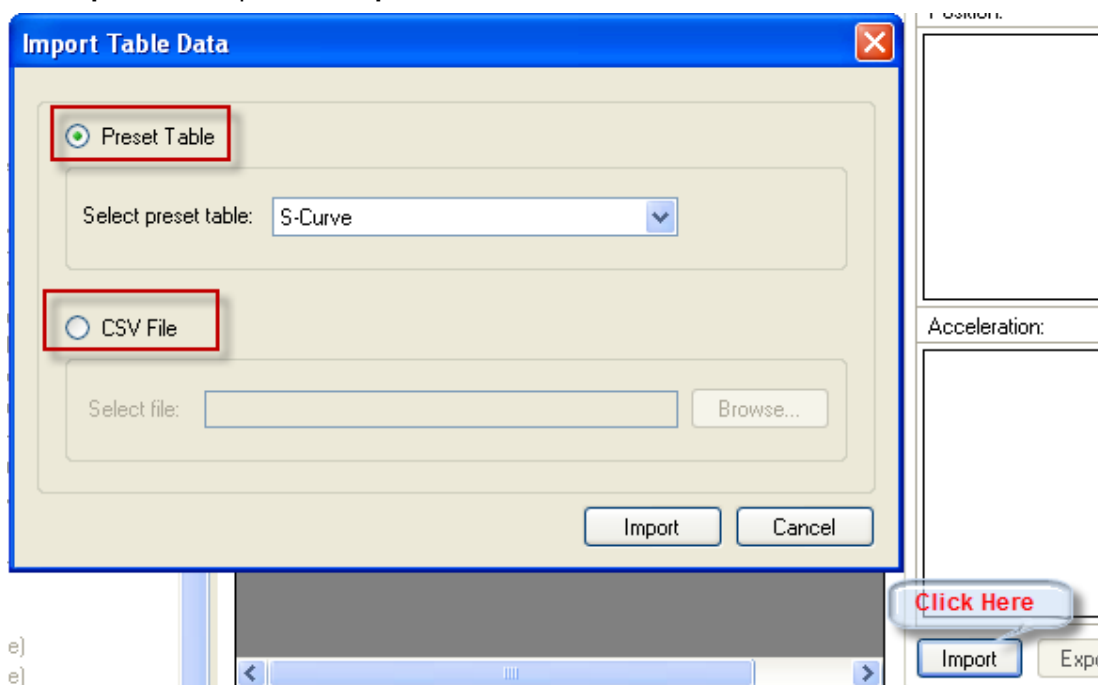 Import Table Data
Position:
Preset Table
Select preset table: S-Curve
CSV File
Acceleration:
Select file: Browse...
Import Cancel
Click Here
e)
Import
e)